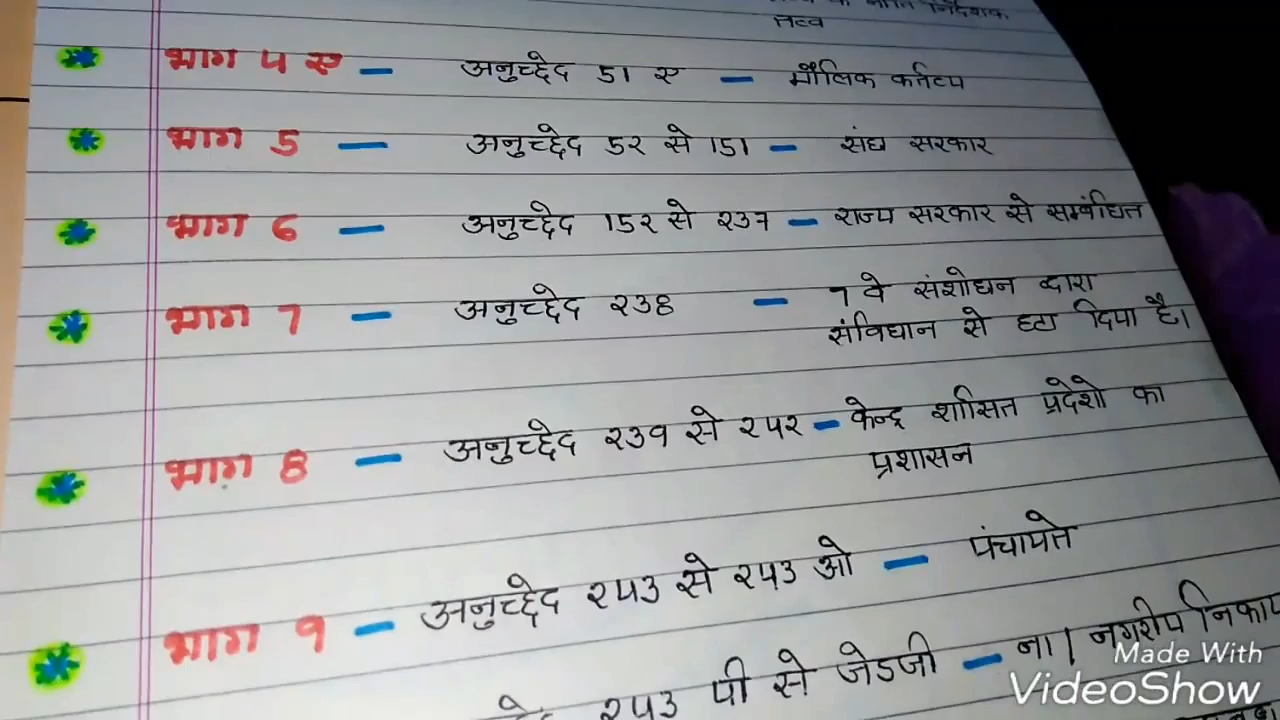 तत्व
भाग 4 ए — अनुच्छेद 51 ए — मौलिक कर्तव्य
भाग 5 — अनुच्छेद 52 से 151 — संघ सरकार
भाग 6 — अनुच्छेद 152 से 237 — राज्य सरकार से सम्बंधित
भाग 7 — अनुच्छेद 238 — 7 वे संशोधन द्वारा
संविधान से हटा दिया है।
भाग 8 — अनुच्छेद 239 से 242 — केन्द्र शासित प्रदेशो का
प्रशासन
भाग 9 — अनुच्छेद 243 से 243 ओ — पंचायते
243 पी से जेडजी — ना| नगरीय निकाय
Made With
VideoShow